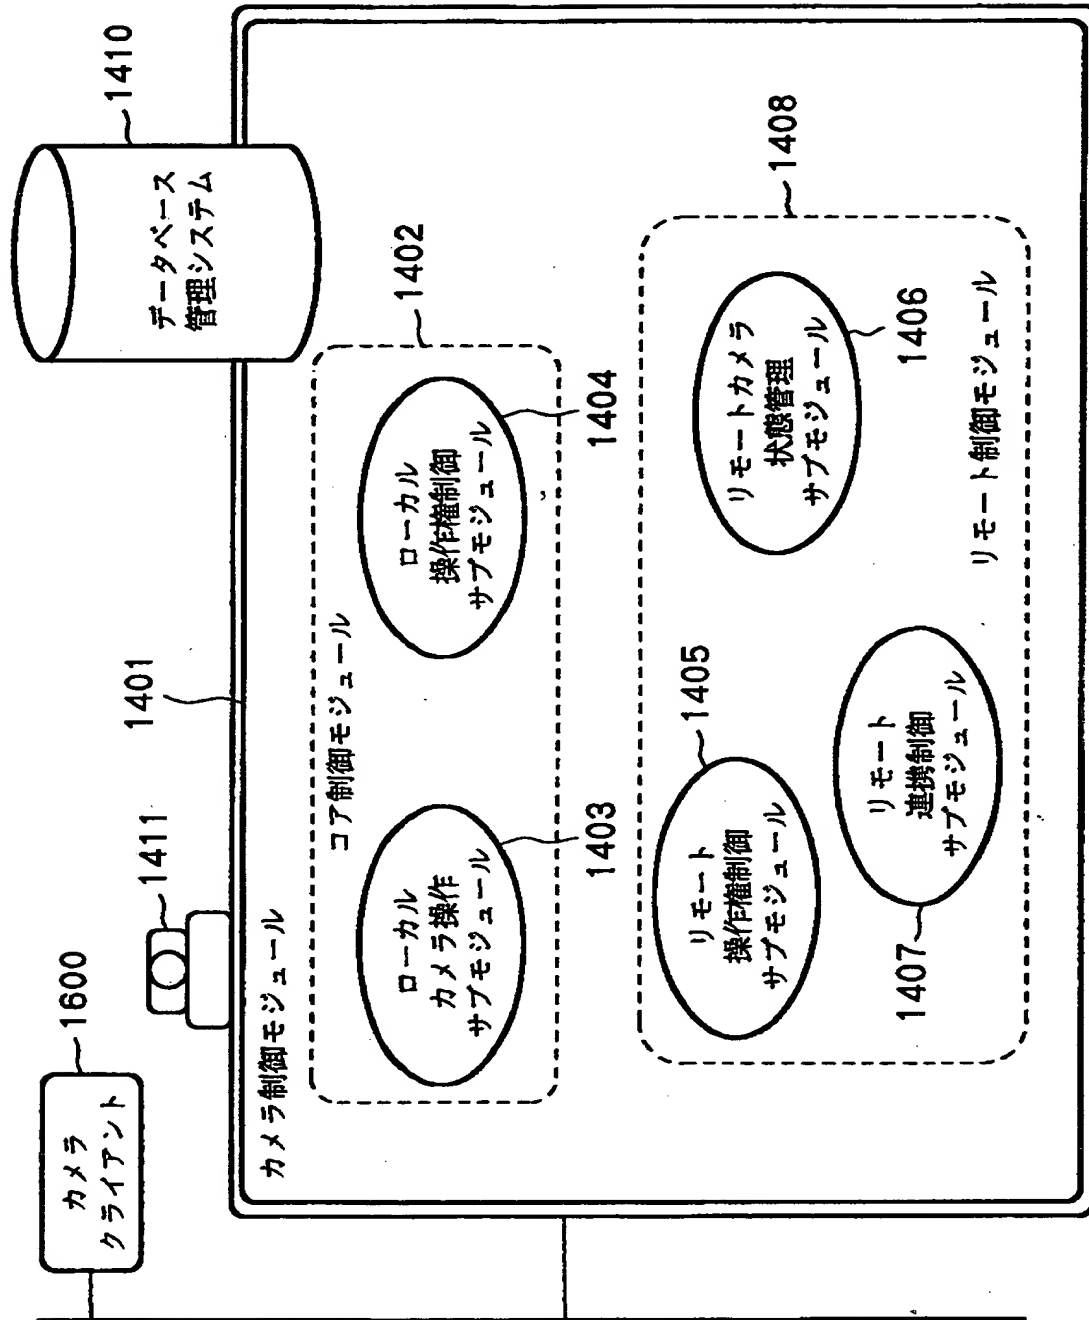 カメラ
クライアント
1600
1411
1401
データベース
管理システム
1410
カメラ制御モジュール
コア制御モジュール
1402
ローカル
カメラ操作
サブモジュール
1403
ローカル
操作権制御
サブモジュール
1404
リモート
操作権制御
サブモジュール
1405
リモートカメラ
状態管理
サブモジュール
1406
リモート
連携制御
サブモジュール
1407
リモート制御モジュール
1408